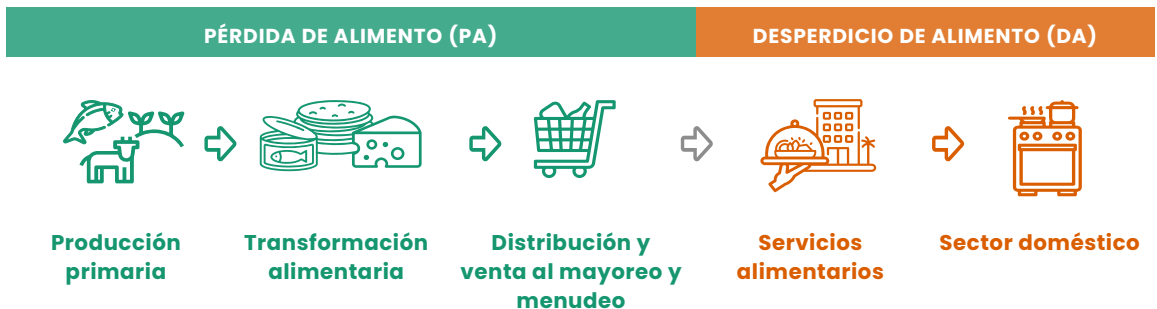 PÉRDIDA DE ALIMENTO (PA)
DESPERDICIO DE ALIMENTO (DA)
Producción
primaria
Transformación
alimentaria
Distribución y
venta al mayoreo y
menudeo
Servicios
alimentarios
Sector doméstico